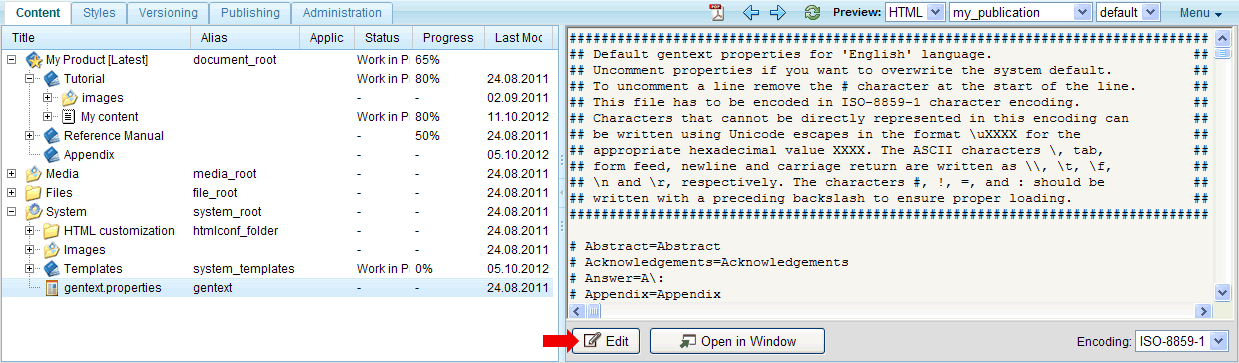 Content Styles Versioning Publishing Administration
PDF Preview: HTML my_publication default Menu
Title Alias Applic Status Progress Last Moc
My Product [Latest] document_root Work in P 65%
Tutorial Work in P 80% 24.08.2011
images - - 02.09.2011
My content Work in P 80% 11.10.2012
Reference Manual - 50% 24.08.2011
Appendix - - 05.10.2012
Media media_root - - 24.08.2011
Files file_root - - 24.08.2011
System system_root - - 24.08.2011
HTML customization htmlconf_folder - - 24.08.2011
Images - - 24.08.2011
Templates system_templates Work in P 0% 05.10.2012
gentext.properties gentext - - 24.08.2011
################################################################################
## Default gentext properties for 'English' language. ##
## Uncomment properties if you want to overwrite the system default. ##
## To uncomment a line remove the # character at the start of the line. ##
## This file has to be encoded in ISO-8859-1 character encoding. ##
## Characters that cannot be directly represented in this encoding can ##
## be written using Unicode escapes in the format \uXXXX for the ##
## appropriate hexadecimal value XXXX. The ASCII characters \, tab, ##
## form feed, newline and carriage return are written as \\, \t, \f, ##
## \n and \r, respectively. The characters #, !, =, and : should be ##
## written with a preceding backslash to ensure proper loading. ##
################################################################################
# Abstract=Abstract
# Acknowledgements=Acknowledgements
# Answer=A\:
# Appendix=Appendix
Edit Open in Window Encoding: ISO-8859-1